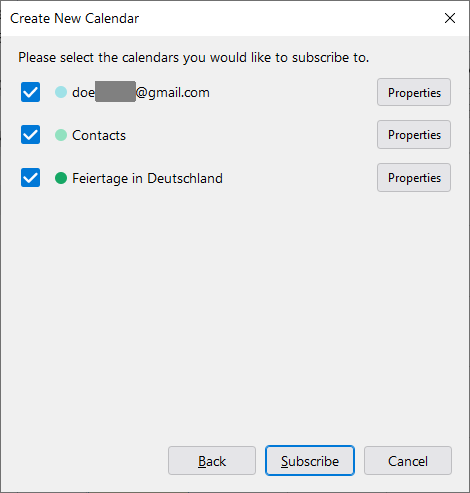 Create New Calendar
Please select the calendars you would like to subscribe to.
doe @gmail.com Properties
Contacts Properties
Feiertage in Deutschland Properties
Back Subscribe Cancel